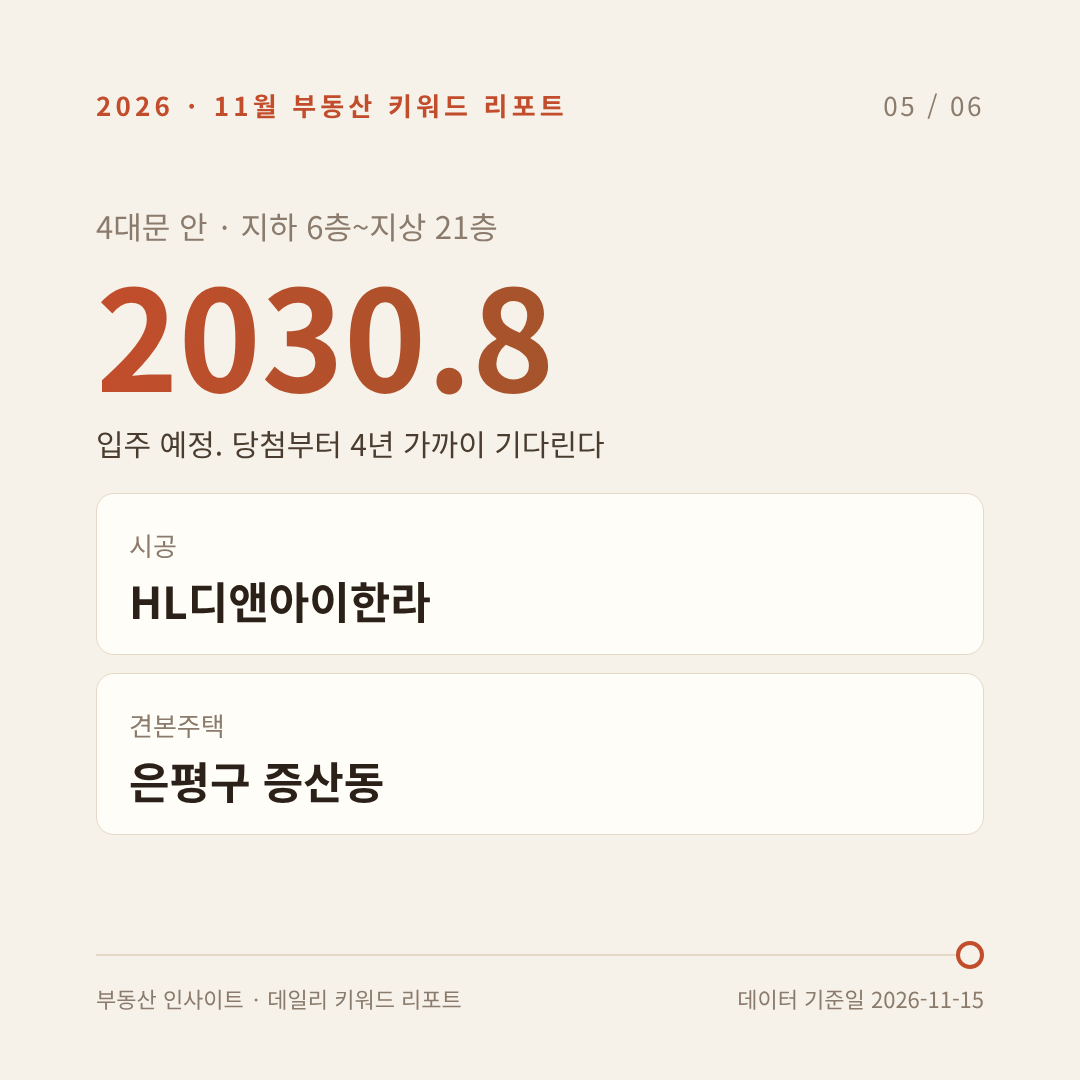 2026 · 11월 부동산 키워드 리포트
05 / 06
4대문 안 · 지하 6층~지상 21층
2030.8
입주 예정. 당첨부터 4년 가까이 기다린다
시공
HL디앤아이한라
견본주택
은평구 증산동
부동산 인사이트 · 데일리 키워드 리포트
데이터 기준일 2026-11-15